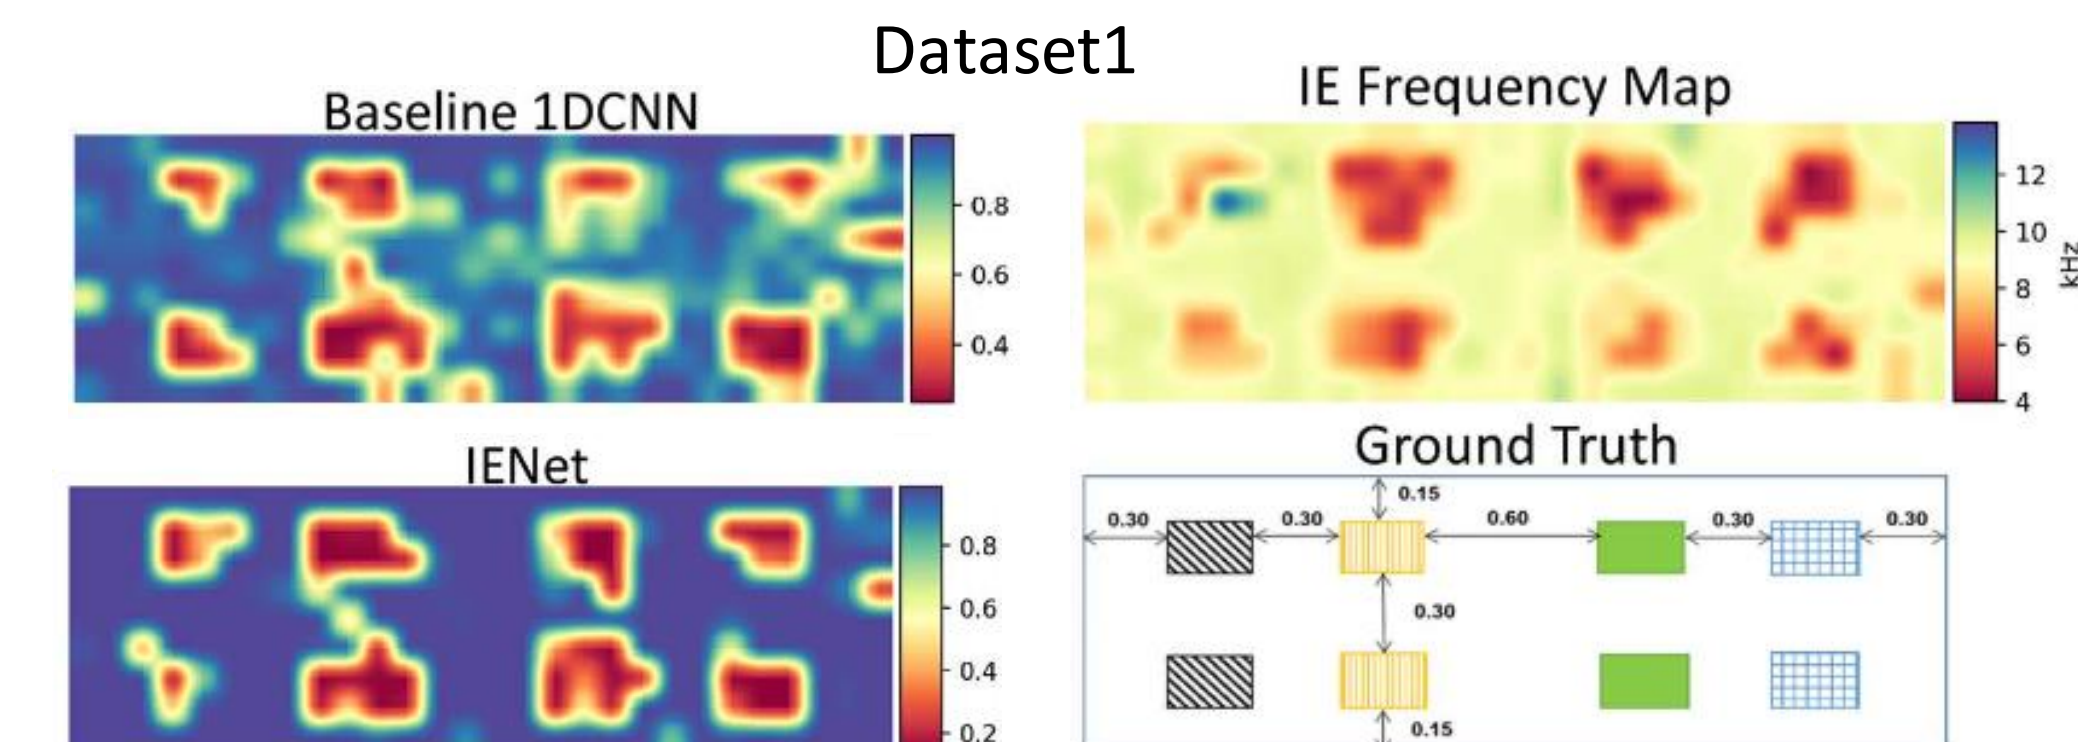 Dataset1
Baseline 1DCNN
0.8
0.6
0.4
IE Frequency Map
12
10
8
6
4
kHz
IENet
0.8
0.6
0.4
0.2
Ground Truth
0.15
0.30 0.30 0.60 0.30 0.30
0.30
0.15